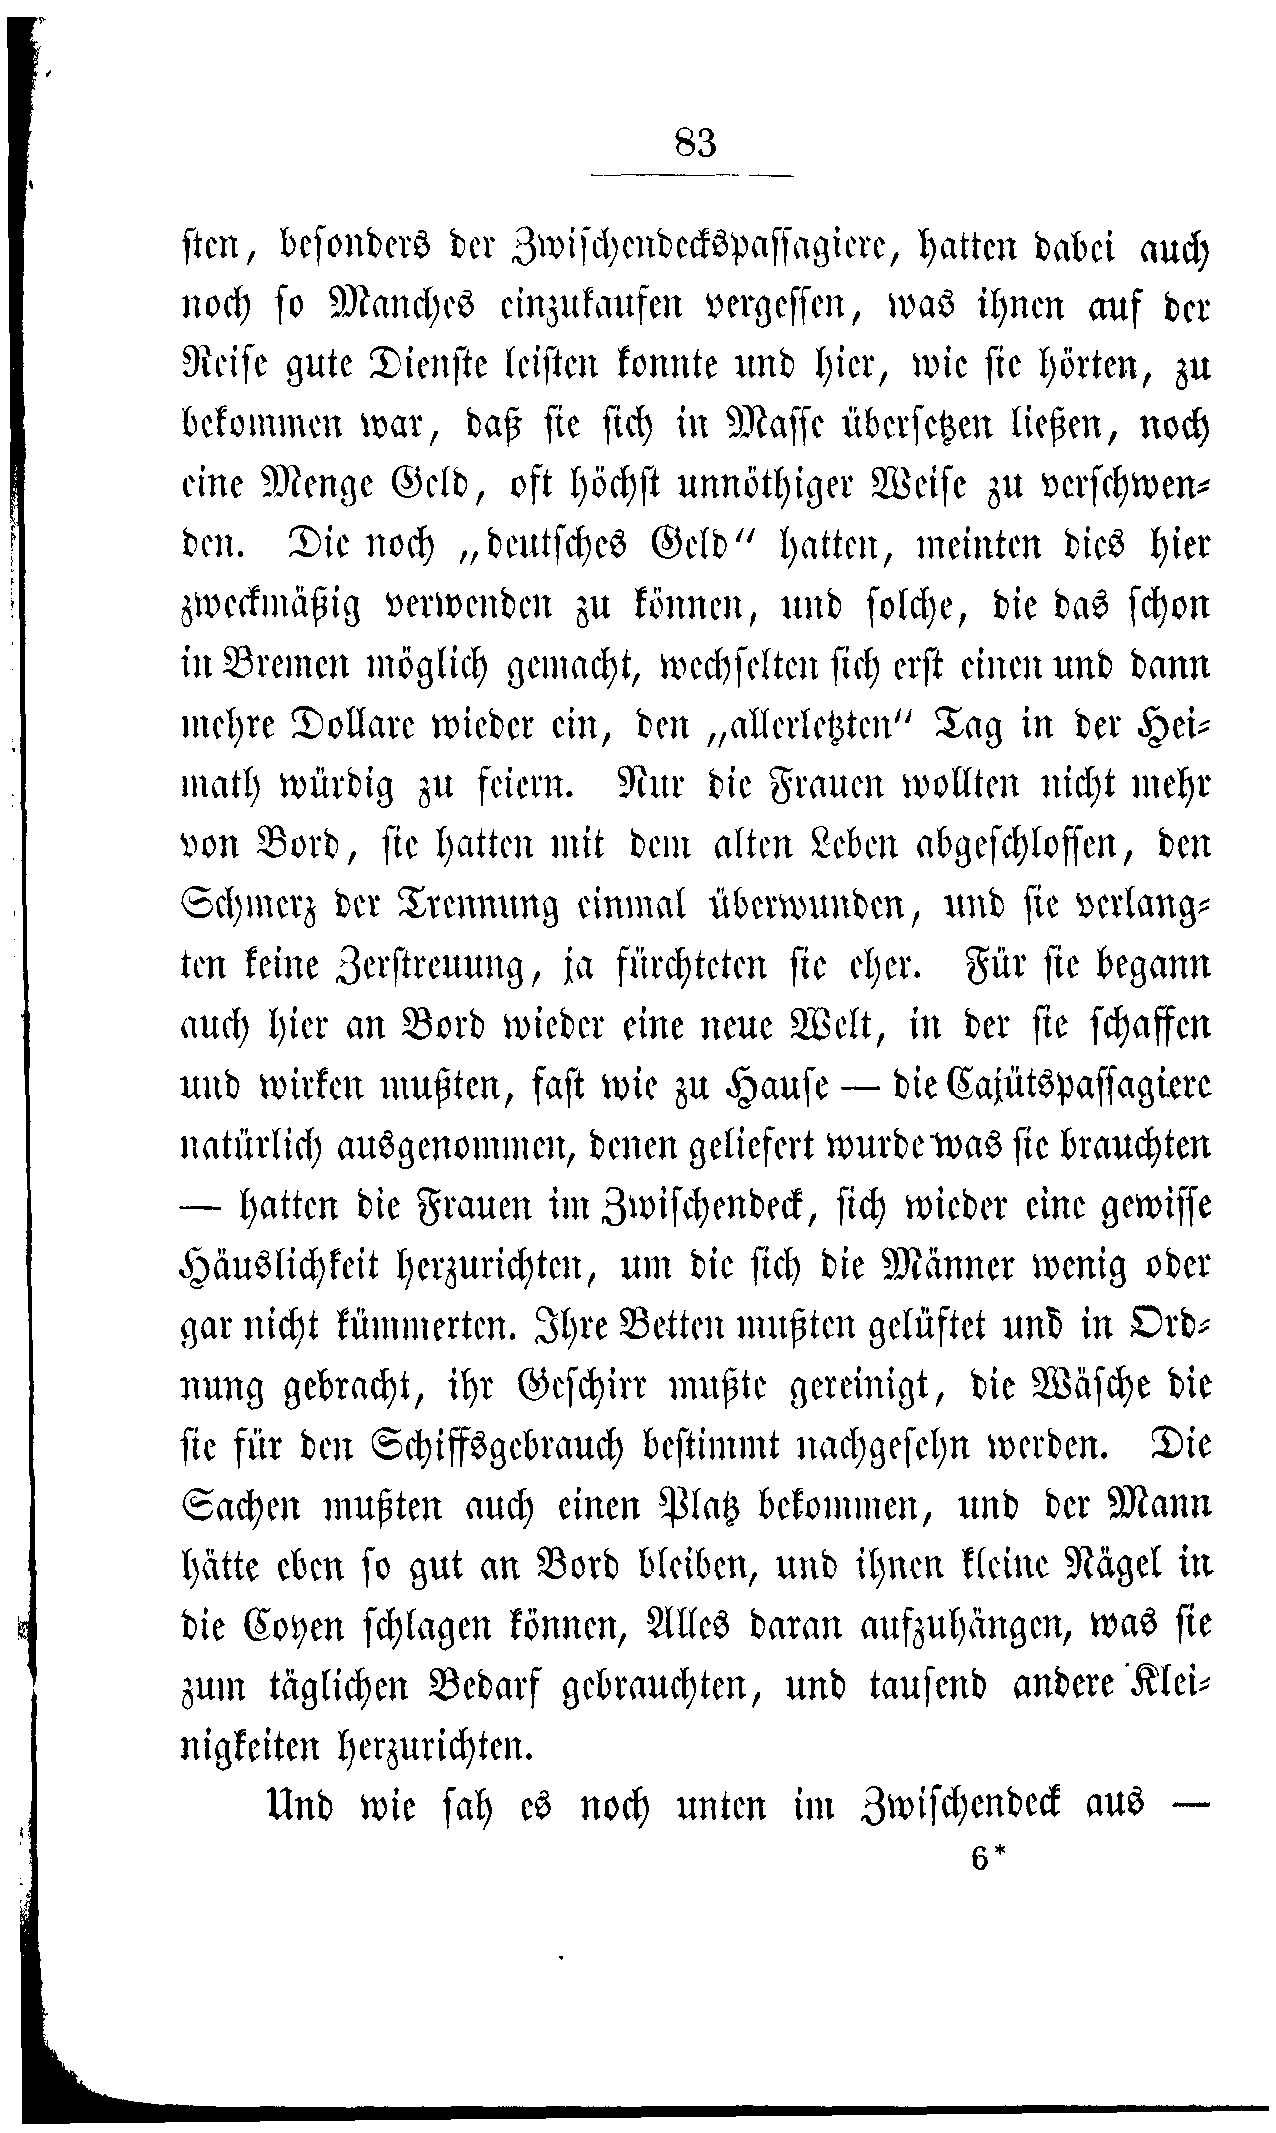 83
sten, besonders der Zwischendeckspassagiere, hatten dabei auch
noch so Manches einzukaufen vergessen, was ihnen auf der
Reise gute Dienste leisten konnte und hier, wie sie hörten, zu
bekommen war, daß sie sich in Masse übersetzen ließen, noch
eine Menge Geld, oft höchst unnöthiger Weise zu verschwen-
den. Die noch „deutsches Geld“ hatten, meinten dies hier
zweckmäßig verwenden zu können, und solche, die das schon
in Bremen möglich gemacht, wechselten sich erst einen und dann
mehre Dollare wieder ein, den „allerletzten“ Tag in der Hei-
math würdig zu feiern. Nur die Frauen wollten nicht mehr
von Bord, sie hatten mit dem alten Leben abgeschlossen, den
Schmerz der Trennung einmal überwunden, und sie verlang-
ten keine Zerstreuung, ja fürchteten sie eher. Für sie begann
auch hier an Bord wieder eine neue Welt, in der sie schaffen
und wirken mußten, fast wie zu Hause — die Cajütspassagiere
natürlich ausgenommen, denen geliefert wurde was sie brauchten
— hatten die Frauen im Zwischendeck, sich wieder eine gewisse
Häuslichkeit herzurichten, um die sich die Männer wenig oder
gar nicht kümmerten. Ihre Betten mußten gelüftet und in Ord-
nung gebracht, ihr Geschirr mußte gereinigt, die Wäsche die
sie für den Schiffsgebrauch bestimmt nachgesehn werden. Die
Sachen mußten auch einen Platz bekommen, und der Mann
hätte eben so gut an Bord bleiben, und ihnen kleine Nägel in
die Coyen schlagen können, Alles daran aufzuhängen, was sie
zum täglichen Bedarf gebrauchten, und tausend andere Klei-
nigkeiten herzurichten.
Und wie sah es noch unten im Zwischendeck aus —
6*